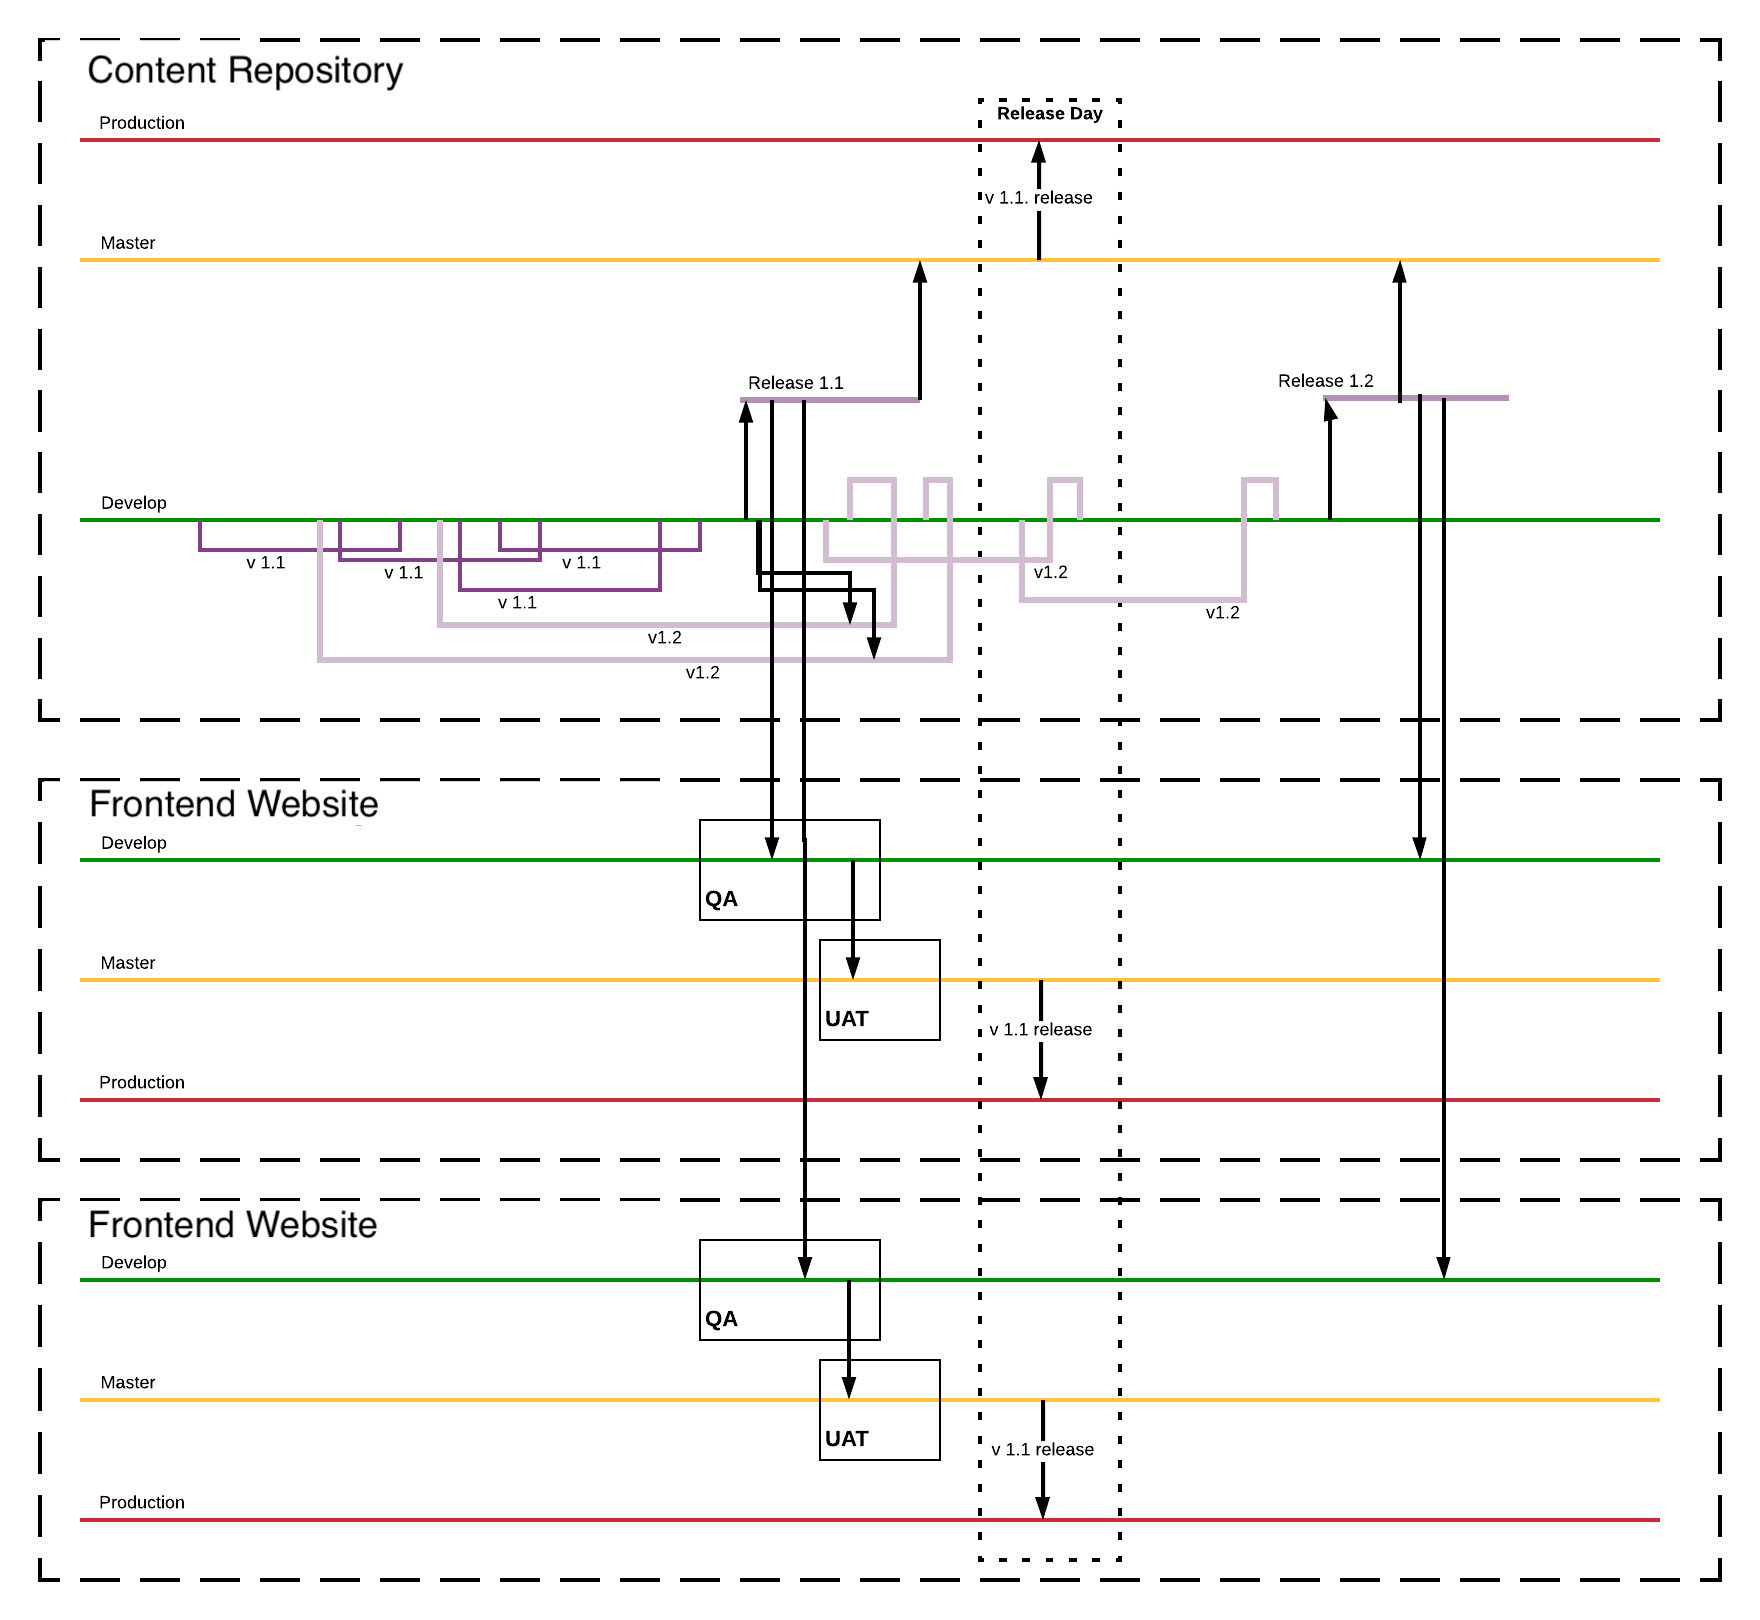 Content Repository
Production
Release Day
v 1.1. release
Master
Release 1.1
Release 1.2
Develop
v 1.1
v 1.1
v 1.1
v 1.1
v1.2
v1.2
v1.2
v1.2
Frontend Website
Develop
QA
Master
UAT
v 1.1 release
Production
Frontend Website
Develop
QA
Master
UAT
v 1.1 release
Production